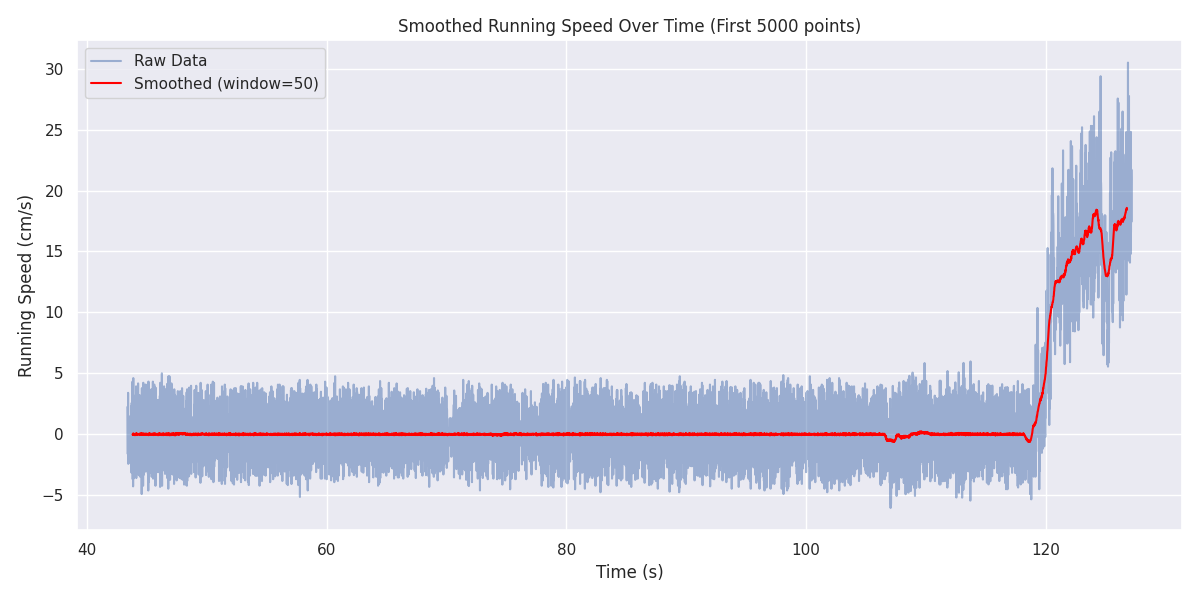 Smoothed Running Speed Over Time (First 5000 points)
Raw Data
Smoothed (window=50)
Running Speed (cm/s)
30
25
20
15
10
5
0
−5
40
60
80
100
120
Time (s)